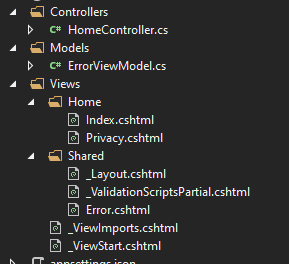 Controllers
C# HomeController.cs
Models
C# ErrorViewModel.cs
Views
Home
Index.cshtml
Privacy.cshtml
Shared
_Layout.cshtml
_ValidationScriptsPartial.cshtml
Error.cshtml
_ViewImports.cshtml
_ViewStart.cshtml
appsettings.json